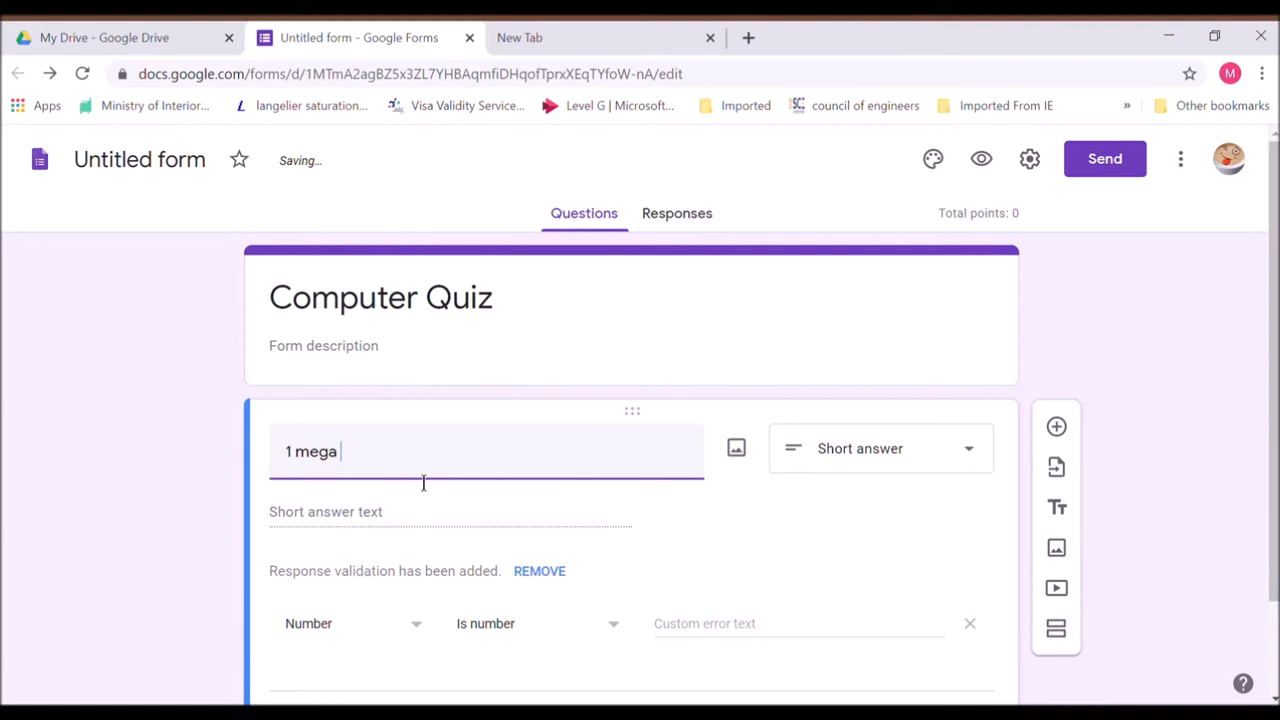 My Drive - Google Drive
Untitled form - Google Forms
New Tab
docs.google.com/forms/d/1MTmA2agBZ5x3ZL7YHBAqmfiDHqofTprxXEqTYfoW-nA/edit
M
Apps
Ministry of Interior...
L langelier saturation...
Visa Validity Service...
Level G | Microsoft...
Imported
SC council of engineers
Imported From IE
»
Other bookmarks
Untitled form
Saving...
Send
Questions
Responses
Total points: 0
Computer Quiz
Form description
1 mega
Short answer
Short answer text
Response validation has been added. REMOVE
Number
Is number
Custom error text
Tт
?